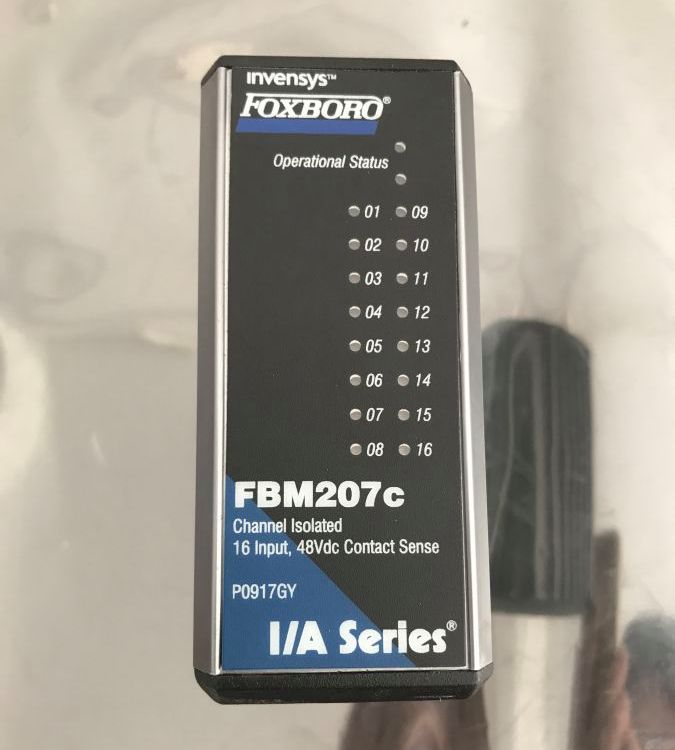 invensys™
FOXBORO®
Operational Status
01 09
02 10
03 11
04 12
05 13
06 14
07 15
08 16
FBM207c
Channel Isolated
16 Input, 48Vdc Contact Sense
P0917GY
I/A Series®